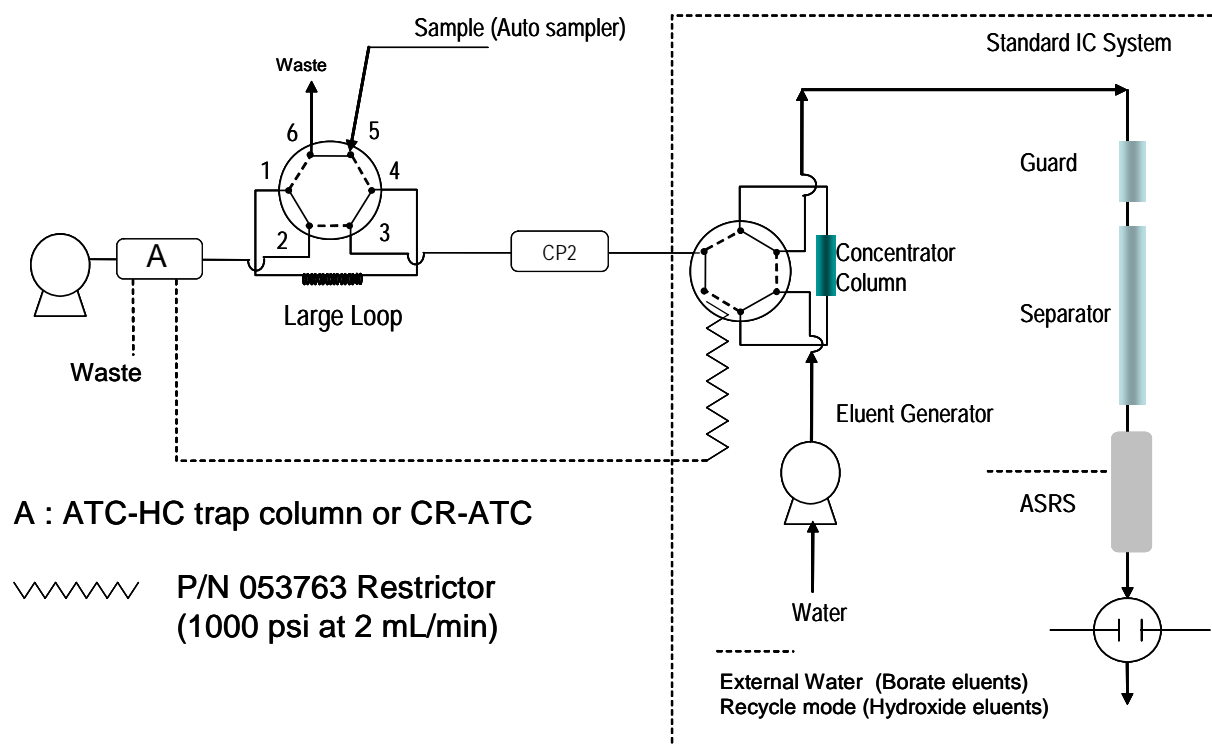 Sample (Auto sampler)
Standard IC System
Waste
6
5
1
4
Guard
2
3
A
CP2
Concentrator
Column
Large Loop
Separator
Waste
Eluent Generator
A : ATC-HC trap column or CR-ATC
ASRS
P/N 053763 Restrictor
(1000 psi at 2 mL/min)
Water
External Water (Borate eluents)
Recycle mode (Hydroxide eluents)